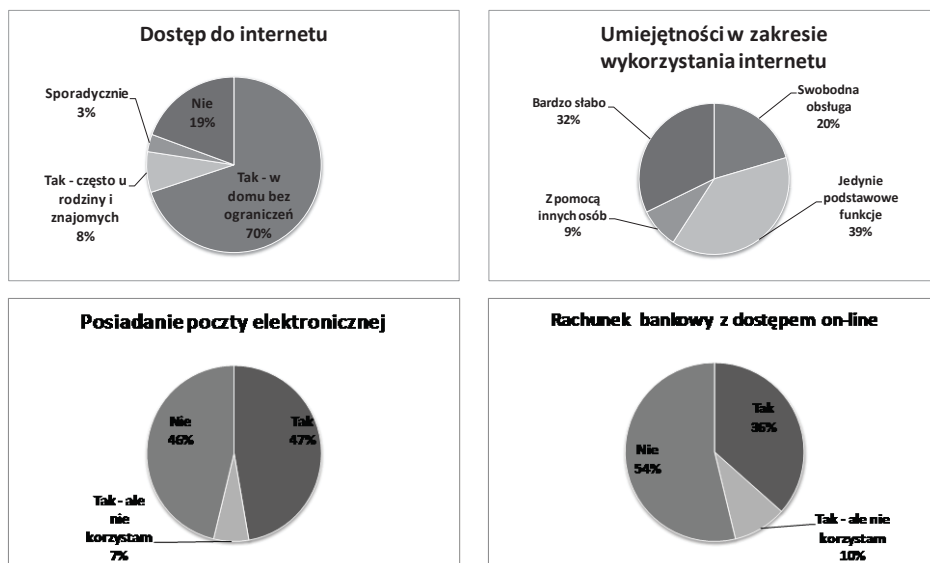 Dostęp do internetu
Sporadycznie
3%
Nie
19%
Tak - często u
rodziny i
znajomych
8%
Tak - w
domu bez
ograniczeń
70%
Umiejętności w zakresie
wykorzystania internetu
Bardzo słabo
32%
Swobodna
obsługa
20%
Z pomocą
innych osób
9%
Jedynie
podstawowe
funkcje
39%
Posiadanie poczty elektronicznej
Nie
46%
Tak
47%
Tak - ale
nie
korzystam
7%
Rachunek bankowy z dostępem on-line
Tak
36%
Nie
54%
Tak - ale nie
korzystam
10%